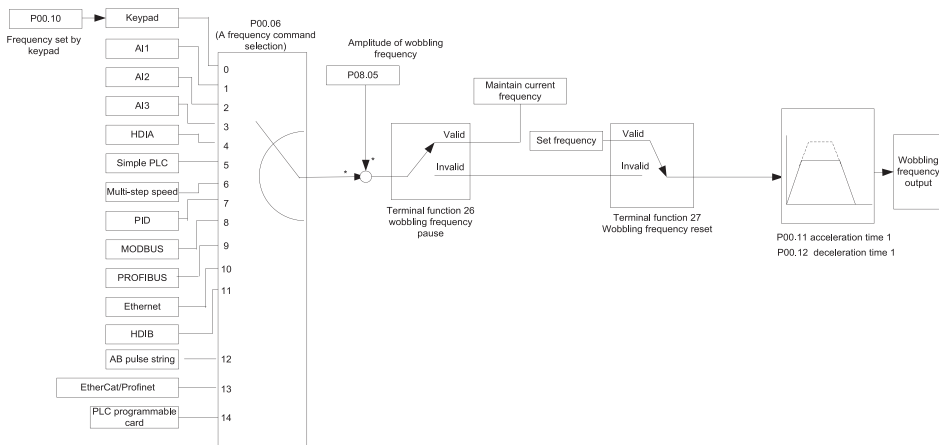 P00.10
Frequency set by
keypad
Keypad
AI1
AI2
AI3
HDIA
Simple PLC
Multi-step speed
PID
MODBUS
PROFIBUS
Ethernet
HDIB
AB pulse string
EtherCat/Profinet
PLC programmable
card
P00.06
(A frequency command
selection)
0
1
2
3
4
5
6
7
8
9
10
11
12
13
14
Amplitude of wobbling
frequency
P08.05
*
*
Maintain current
frequency
Valid
Invalid
Terminal function 26
wobbling frequency
pause
Set frequency
Valid
Invalid
Terminal function 27
Wobbling frequency reset
P00.11 acceleration time 1
P00.12 deceleration time 1
Wobbling
frequency
output